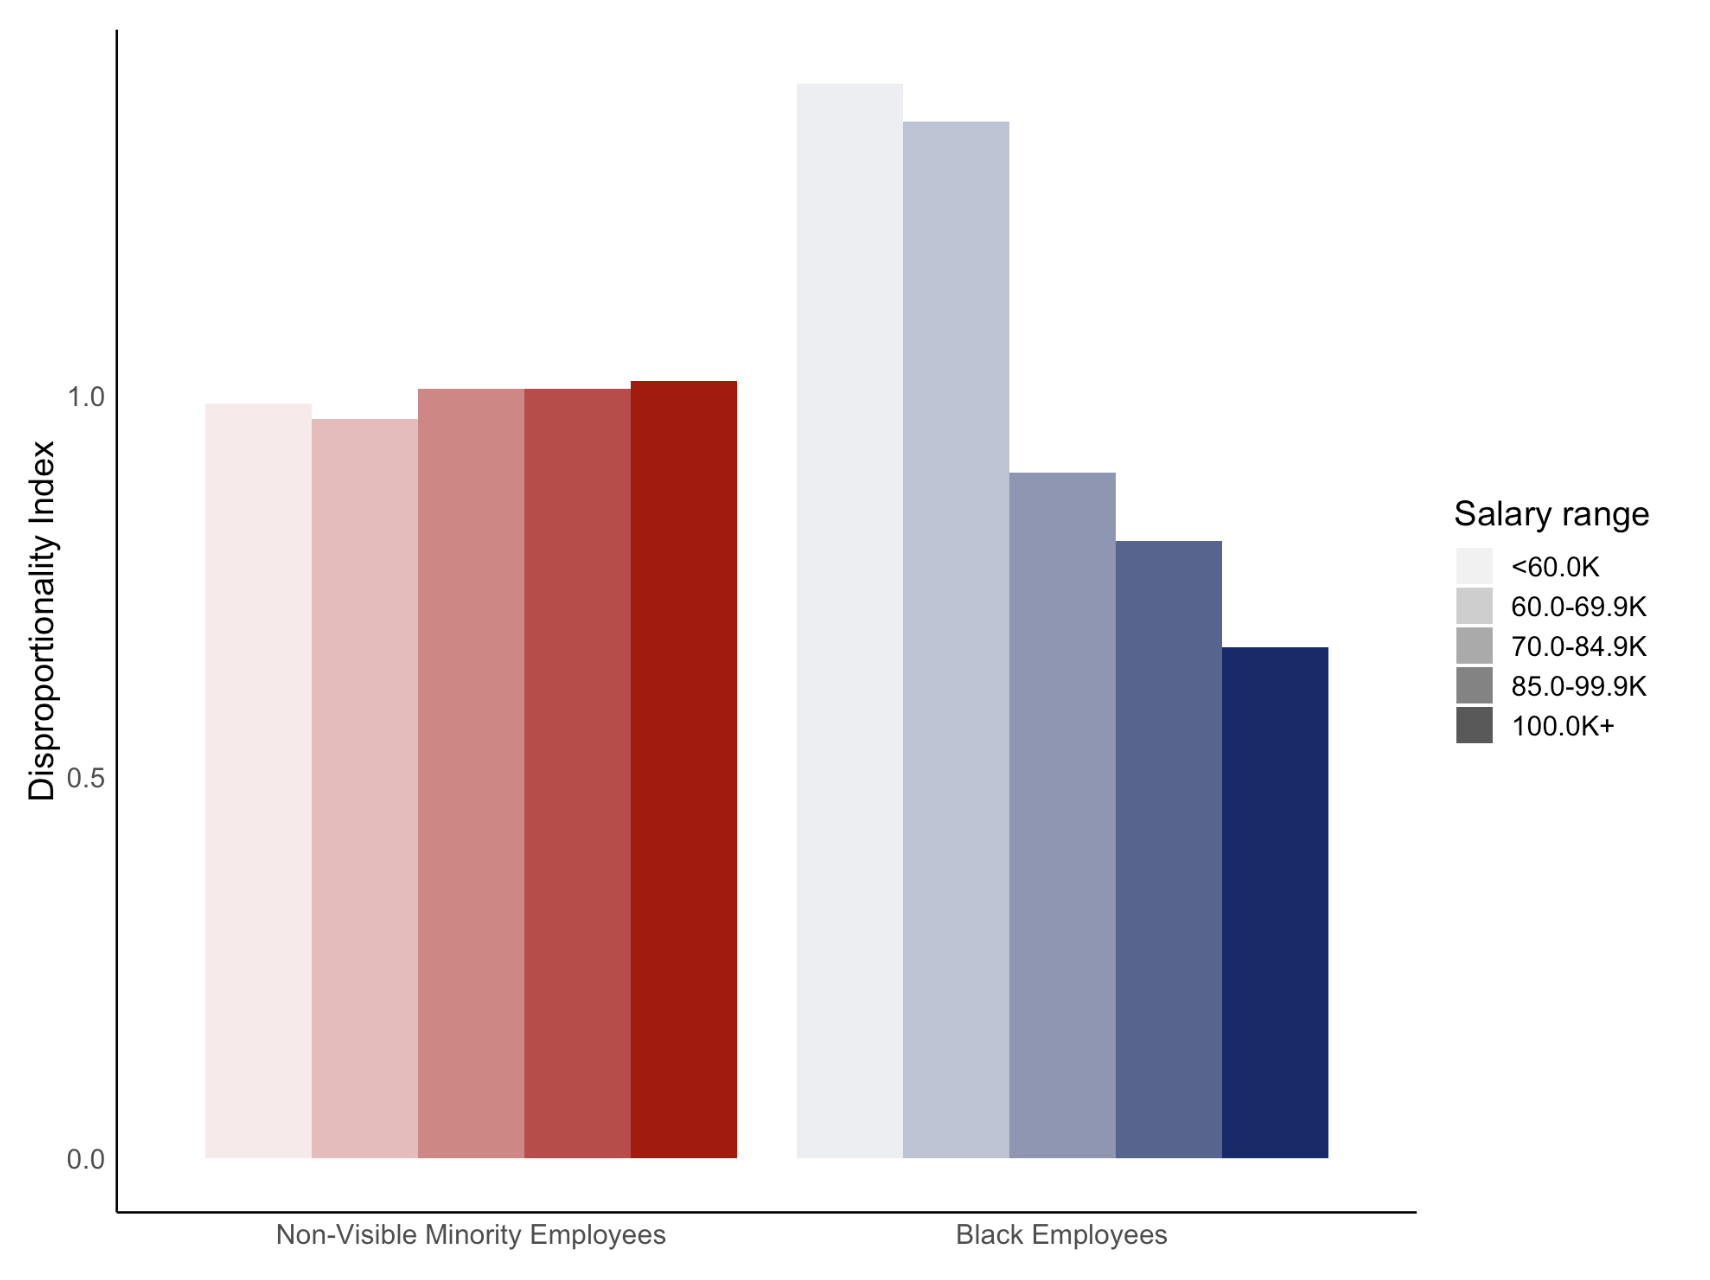 Disproportionality Index
1.0
0.5
0.0
Non-Visible Minority Employees
Black Employees
Salary range
<60.0K
60.0-69.9K
70.0-84.9K
85.0-99.9K
100.0K+